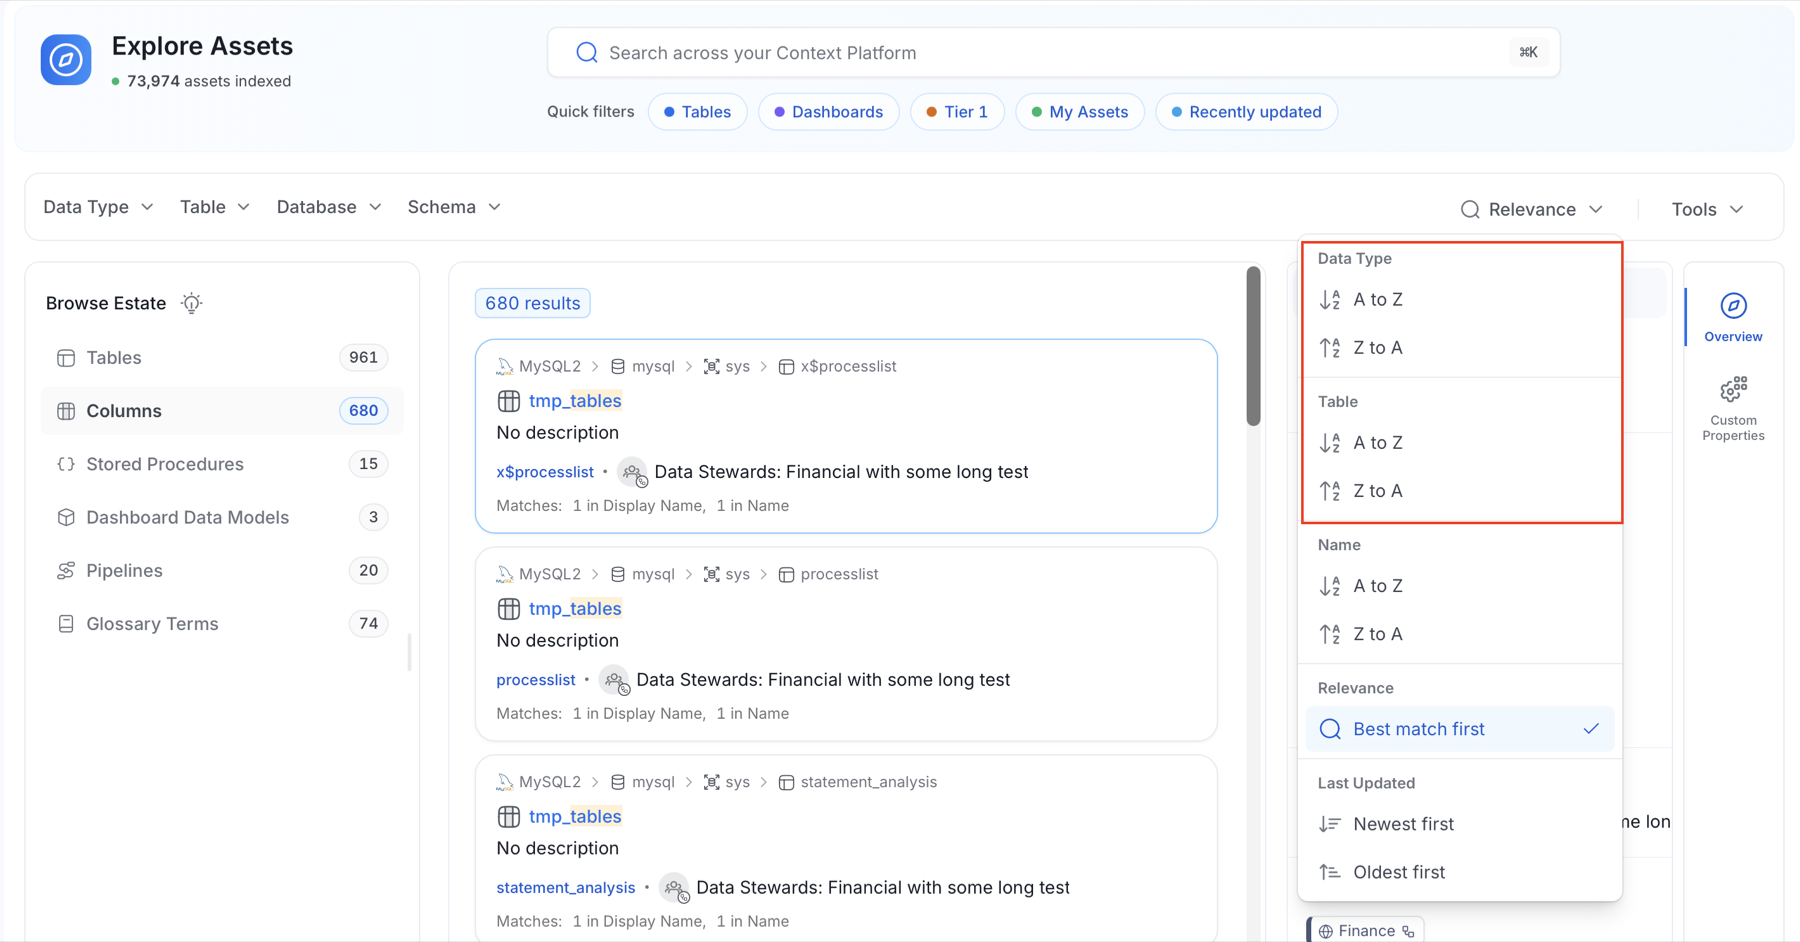 Explore Assets
73,974 assets indexed
Search across your Context Platform
⌘K
Quick filters
Tables
Dashboards
Tier 1
My Assets
Recently updated
Data Type
Table
Database
Schema
Relevance
Tools
Browse Estate
Tables 961
Columns 680
Stored Procedures 15
Dashboard Data Models 3
Pipelines 20
Glossary Terms 74
680 results
MySQL2 > mysql > sys > x$processlist
tmp_tables
No description
x$processlist • Data Stewards: Financial with some long test
Matches: 1 in Display Name, 1 in Name
MySQL2 > mysql > sys > processlist
tmp_tables
No description
processlist • Data Stewards: Financial with some long test
Matches: 1 in Display Name, 1 in Name
MySQL2 > mysql > sys > statement_analysis
tmp_tables
No description
statement_analysis • Data Stewards: Financial with some long test
Matches: 1 in Display Name, 1 in Name
Data Type
A to Z
Z to A
Table
A to Z
Z to A
Name
A to Z
Z to A
Relevance
Best match first
Last Updated
Newest first
Oldest first
lon
Finance
Overview
Custom
Properties